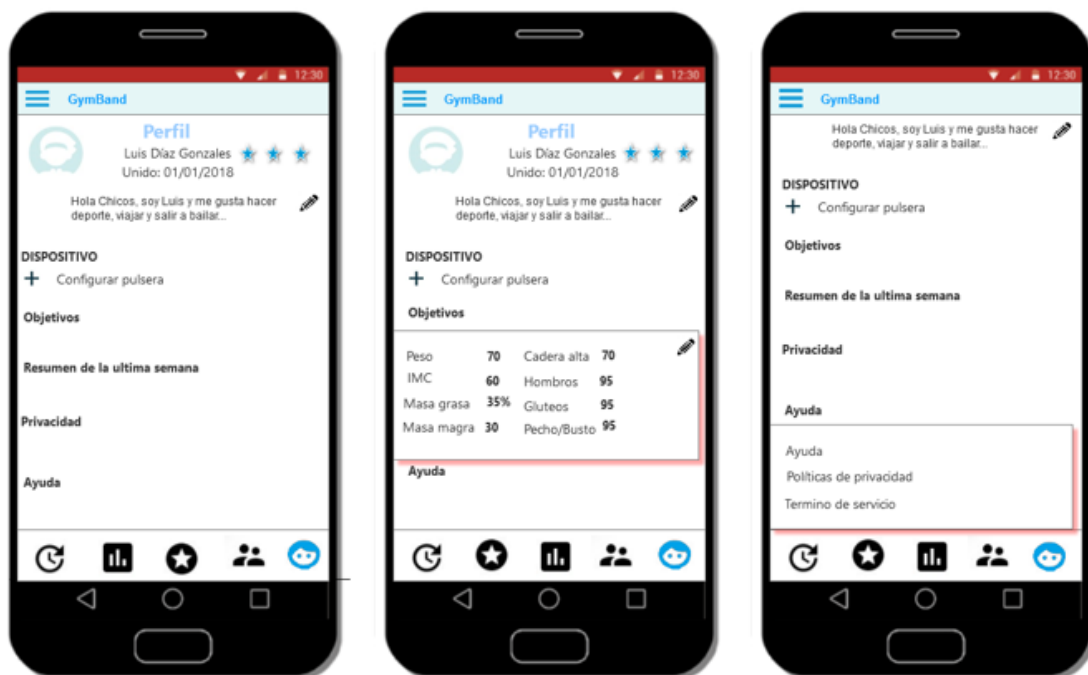 12:30
GymBand
Perfil
Luis Díaz Gonzales
Unido: 01/01/2018
Hola Chicos, soy Luis y me gusta hacer
deporte, viajar y salir a bailar...
DISPOSITIVO
+ Configurar pulsera
Objetivos
Resumen de la ultima semana
Privacidad
Ayuda
12:30
GymBand
Perfil
Luis Díaz Gonzales
Unido: 01/01/2018
Hola Chicos, soy Luis y me gusta hacer
deporte, viajar y salir a bailar...
DISPOSITIVO
+ Configurar pulsera
Objetivos
Peso 70 Cadera alta 70
IMC 60 Hombros 95
Masa grasa 35% Gluteos 95
Masa magra 30 Pecho/Busto 95
Ayuda
12:30
GymBand
Hola Chicos, soy Luis y me gusta hacer
deporte, viajar y salir a bailar...
DISPOSITIVO
+ Configurar pulsera
Objetivos
Resumen de la ultima semana
Privacidad
Ayuda
Ayuda
Políticas de privacidad
Termino de servicio